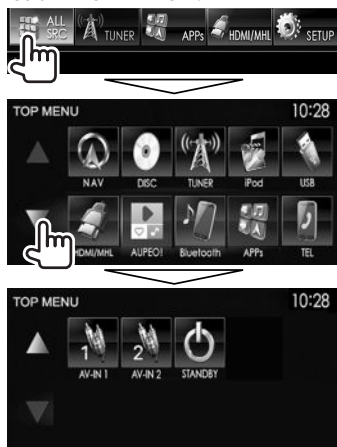 ALL
SRC TUNER APPs HDMI/MHL SETUP
TOP MENU 10:28
NAV DISC TUNER iPod USB
HDMI/MHL AUPEO! Bluetooth APPs TEL
TOP MENU 10:28
1 2
AV-IN 1 AV-IN 2 STANDBY